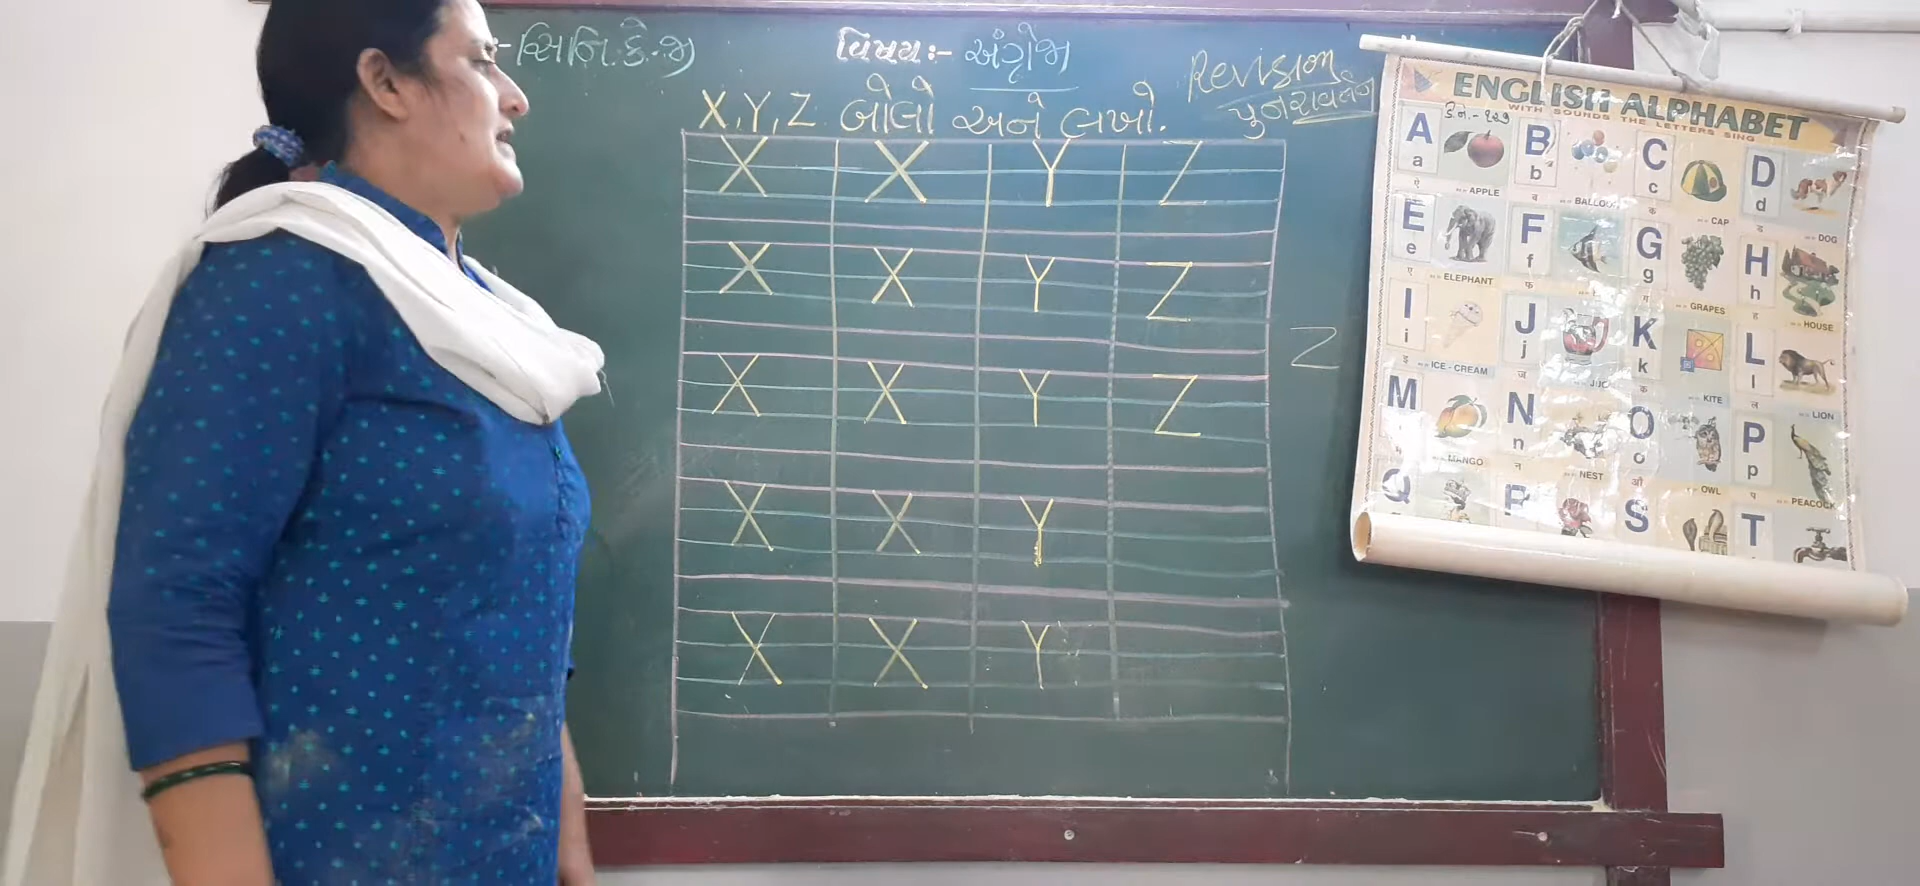 :- સિનિ.કે.જી
વિષય:- અંગ્રેજી
Revision
પુનરાવર્તન
X, Y, Z બોલો અને લખો.
X X Y Z
X X Y Z
X X Y Z
X X Y
X X Y
Z
ENGLISH ALPHABET
WITH SOUNDS THE LETTERS SING
A a APPLE
B b
C c CAP
D d DOG
E e ELEPHANT
F f
G g GRAPES
H h HOUSE
I i ICE - CREAM
J j
K k KITE
L l LION
M MANGO
N n NEST
O o OWL
P p PEACOCK
Q
S
T